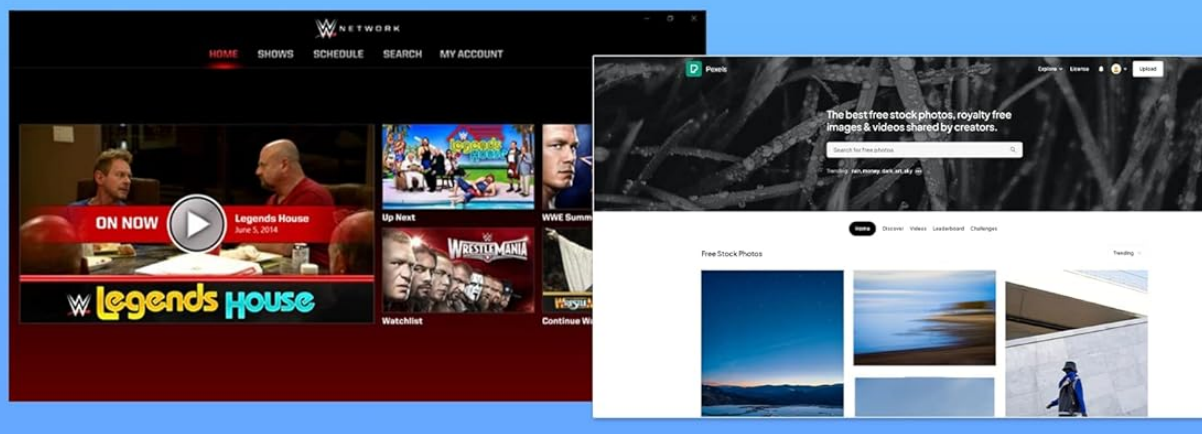 WW NETWORK
HOME SHOWS SCHEDULE SEARCH MY ACCOUNT
ON NOW
Legends House
June 5, 2014
Legends House
Legends House
Up Next
WWE Summ
WRESTLEMANIA
Watchlist
Continue W
Pexels
Explore License Upload
The best free stock photos, royalty free
images & videos shared by creators.
Search for free photos
Trending: rain, money, dark, art, sky
Home Discover Videos Leaderboard Challenges
Free Stock Photos
Trending